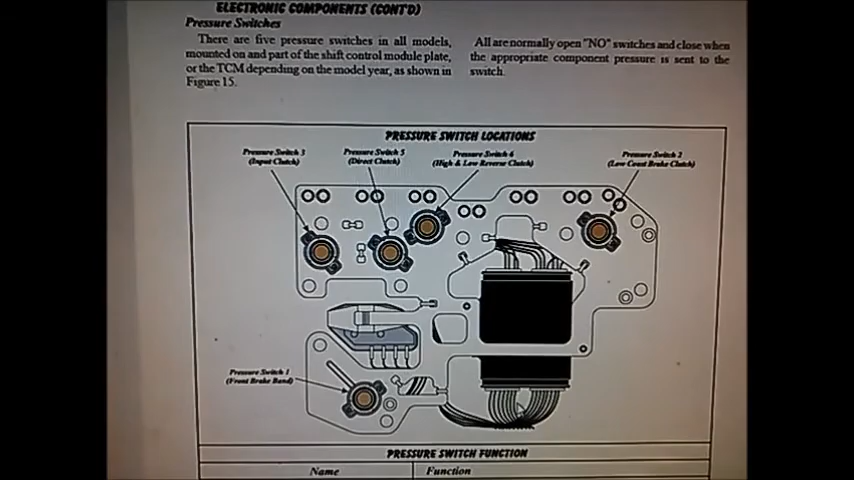 ELECTRONIC COMPONENTS (CONT'D)
Pressure Switches
There are five pressure switches in all models,
mounted on and part of the shift control module plate,
or the TCM depending on the model year, as shown in
Figure 15.
All are normally open "NO" switches and close when
the appropriate component pressure is sent to the
switch.
PRESSURE SWITCH LOCATIONS
Pressure Switch 3
(Input Clutch)
Pressure Switch 5
(Direct Clutch)
Pressure Switch 6
(High & Low Reverse Clutch)
Pressure Switch 2
(Low Coast Brake Clutch)
Pressure Switch 1
(Front Brake Band)
PRESSURE SWITCH FUNCTION
Name
Function